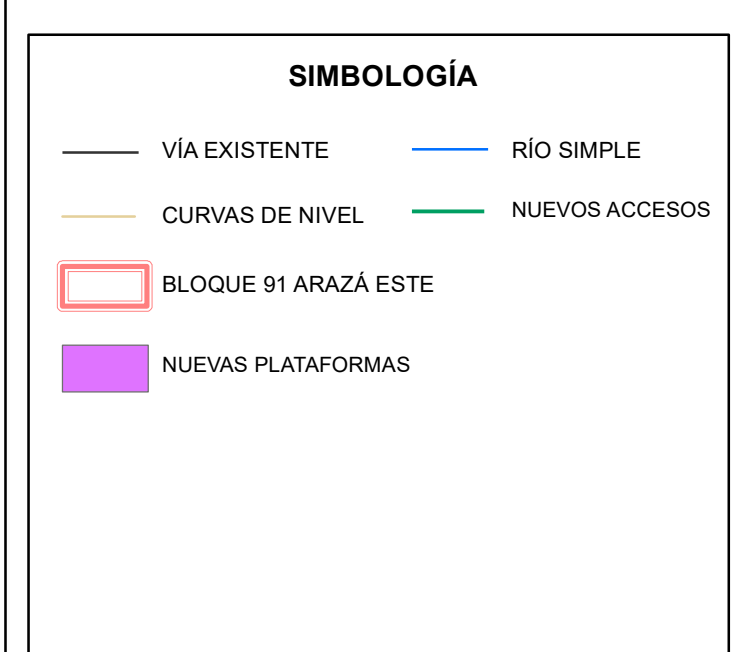 SIMBOLOGÍA
VÍA EXISTENTE
RÍO SIMPLE
CURVAS DE NIVEL
NUEVOS ACCESOS
BLOQUE 91 ARAZÁ ESTE
NUEVAS PLATAFORMAS